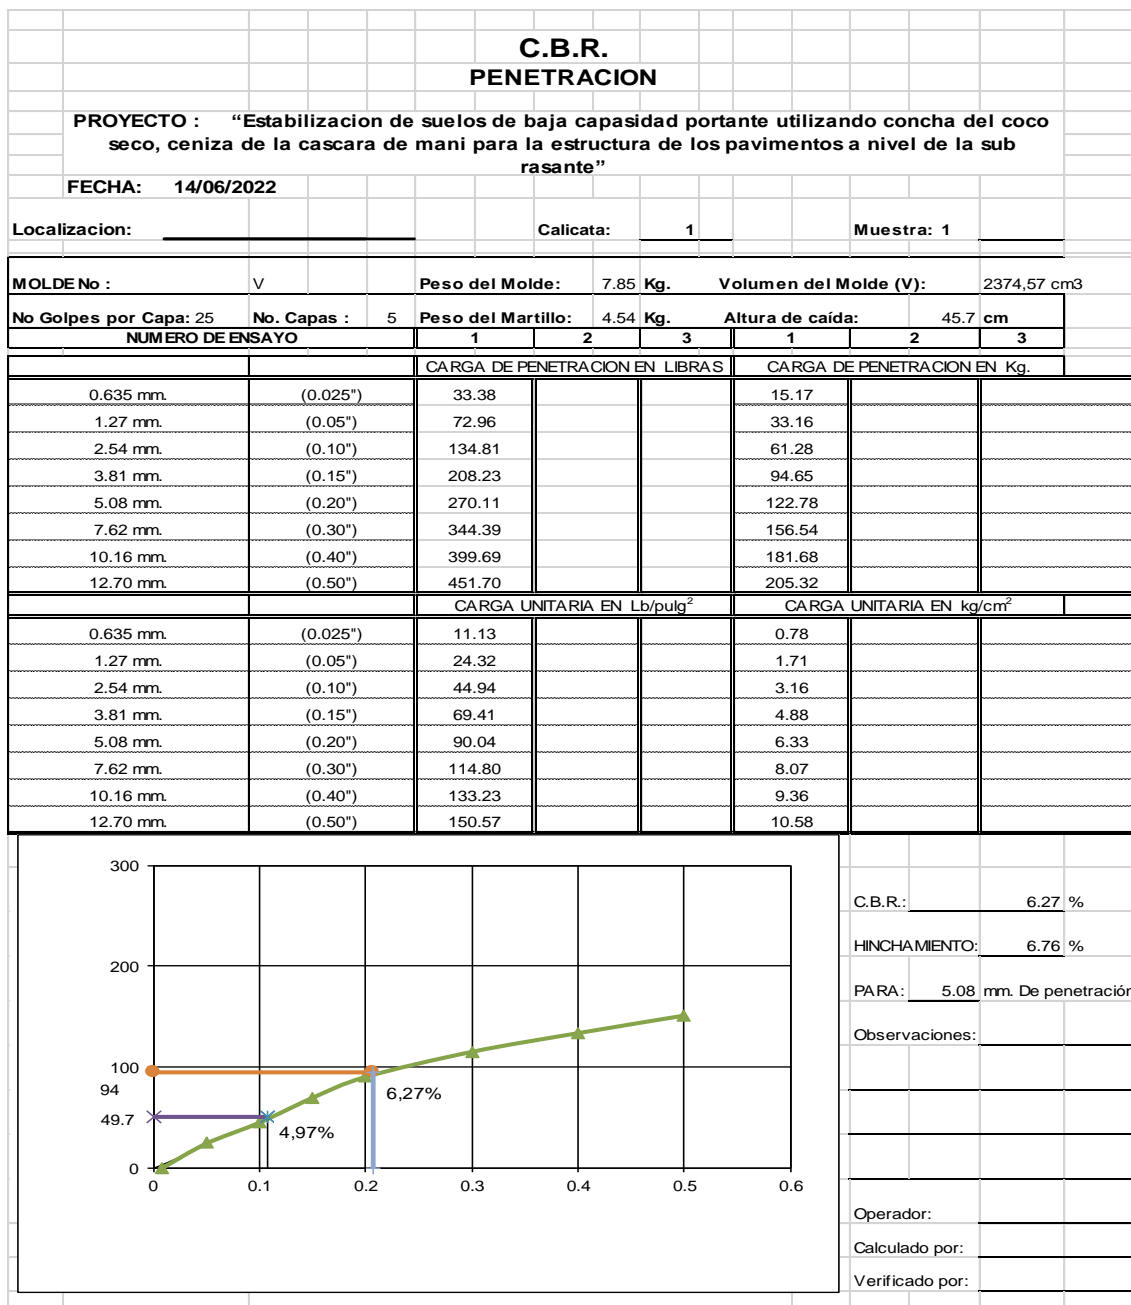 C.B.R.
PENETRACION
PROYECTO : “Estabilizacion de suelos de baja capasidad portante utilizando concha del coco
seco, ceniza de la cascara de mani para la estructura de los pavimentos a nivel de la sub
rasante”
FECHA: 14/06/2022
Localizacion: Calicata: 1 Muestra: 1
MOLDE No : V Peso del Molde: 7.85 Kg. Volumen del Molde (V): 2374,57 cm3
No Golpes por Capa: 25 No. Capas : 5 Peso del Martillo: 4.54 Kg. Altura de caída: 45.7 cm
NUMERO DE ENSAYO 1 2 3 1 2 3
CARGA DE PENETRACION EN LIBRAS CARGA DE PENETRACION EN Kg.
0.635 mm. (0.025") 33.38 15.17
1.27 mm. (0.05") 72.96 33.16
2.54 mm. (0.10") 134.81 61.28
3.81 mm. (0.15") 208.23 94.65
5.08 mm. (0.20") 270.11 122.78
7.62 mm. (0.30") 344.39 156.54
10.16 mm. (0.40") 399.69 181.68
12.70 mm. (0.50") 451.70 205.32
CARGA UNITARIA EN Lb/pulg² CARGA UNITARIA EN kg/cm²
0.635 mm. (0.025") 11.13 0.78
1.27 mm. (0.05") 24.32 1.71
2.54 mm. (0.10") 44.94 3.16
3.81 mm. (0.15") 69.41 4.88
5.08 mm. (0.20") 90.04 6.33
7.62 mm. (0.30") 114.80 8.07
10.16 mm. (0.40") 133.23 9.36
12.70 mm. (0.50") 150.57 10.58
300
200
100
94
49.7
0
6,27%
4,97%
0 0.1 0.2 0.3 0.4 0.5 0.6
C.B.R.: 6.27 %
HINCHAMIENTO: 6.76 %
PARA: 5.08 mm. De penetración
Observaciones:
Operador:
Calculado por:
Verificado por: